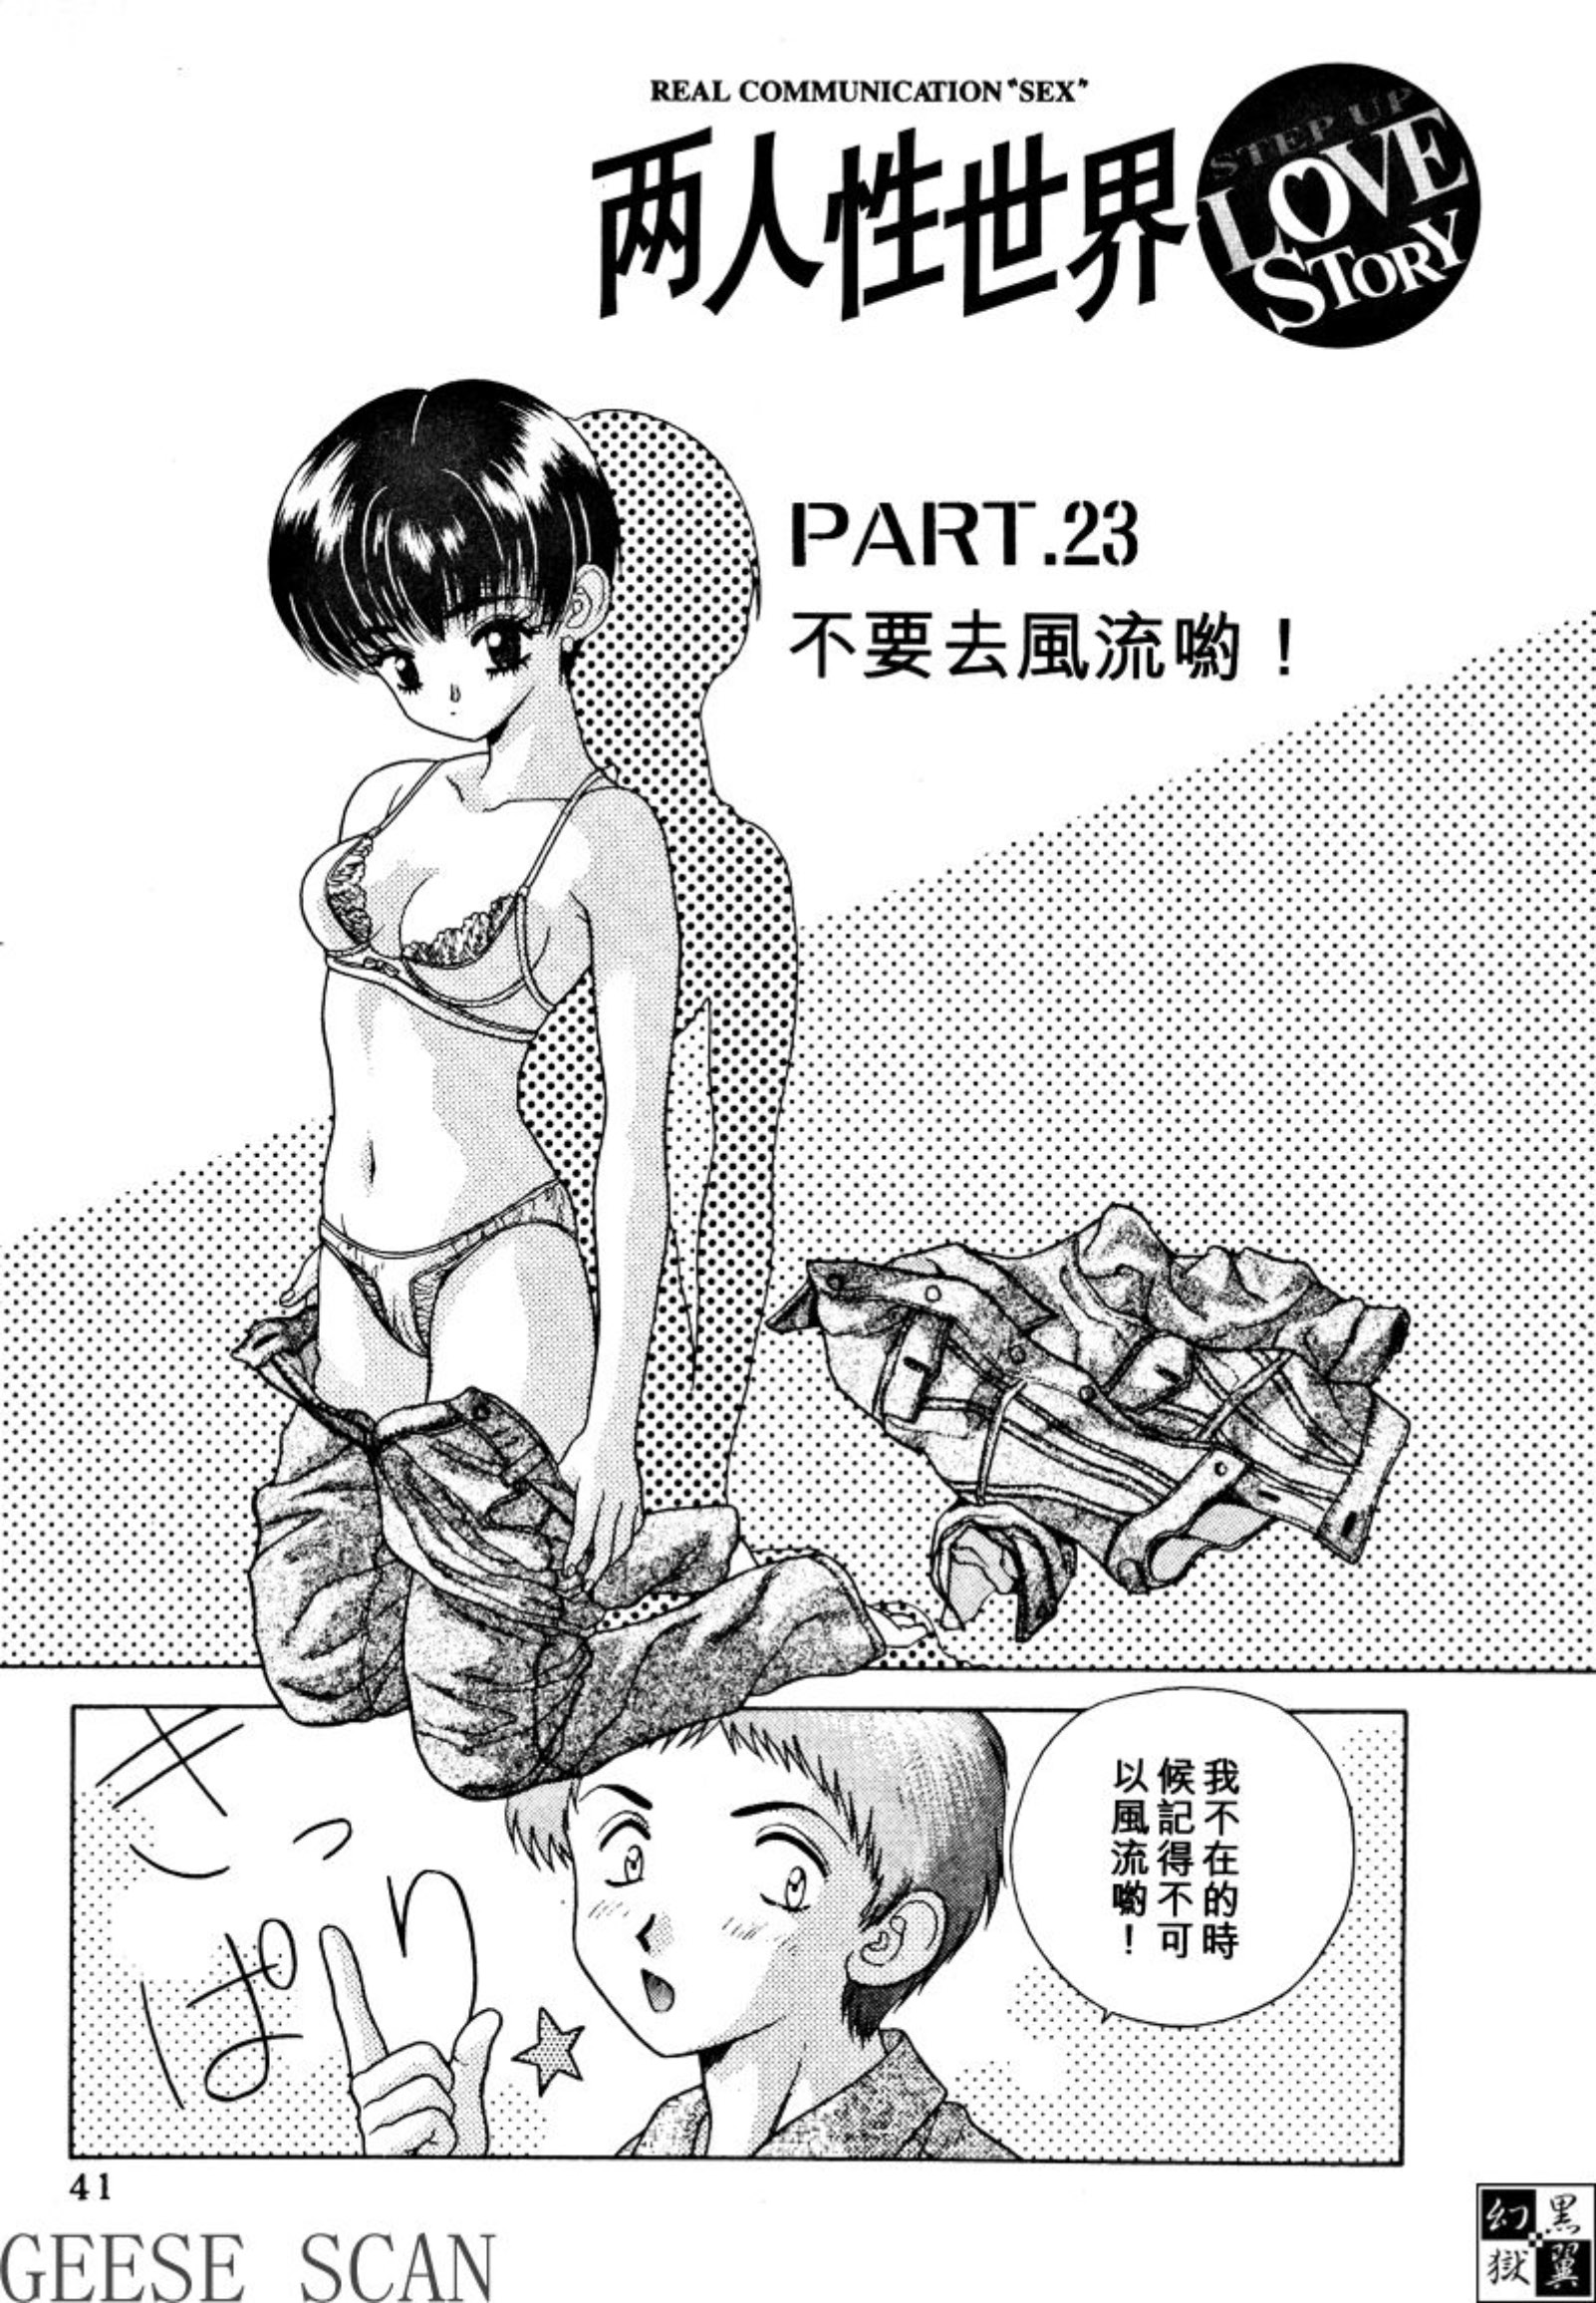 REAL COMMUNICATION "SEX"
两人性世界
STEP UP
LOVE
STORY
PART.23
不要去風流喲！
我不在的時
候記得不可
以風流喲！
きっ
ぱり
41
GEESE SCAN
黑翼
幻獄